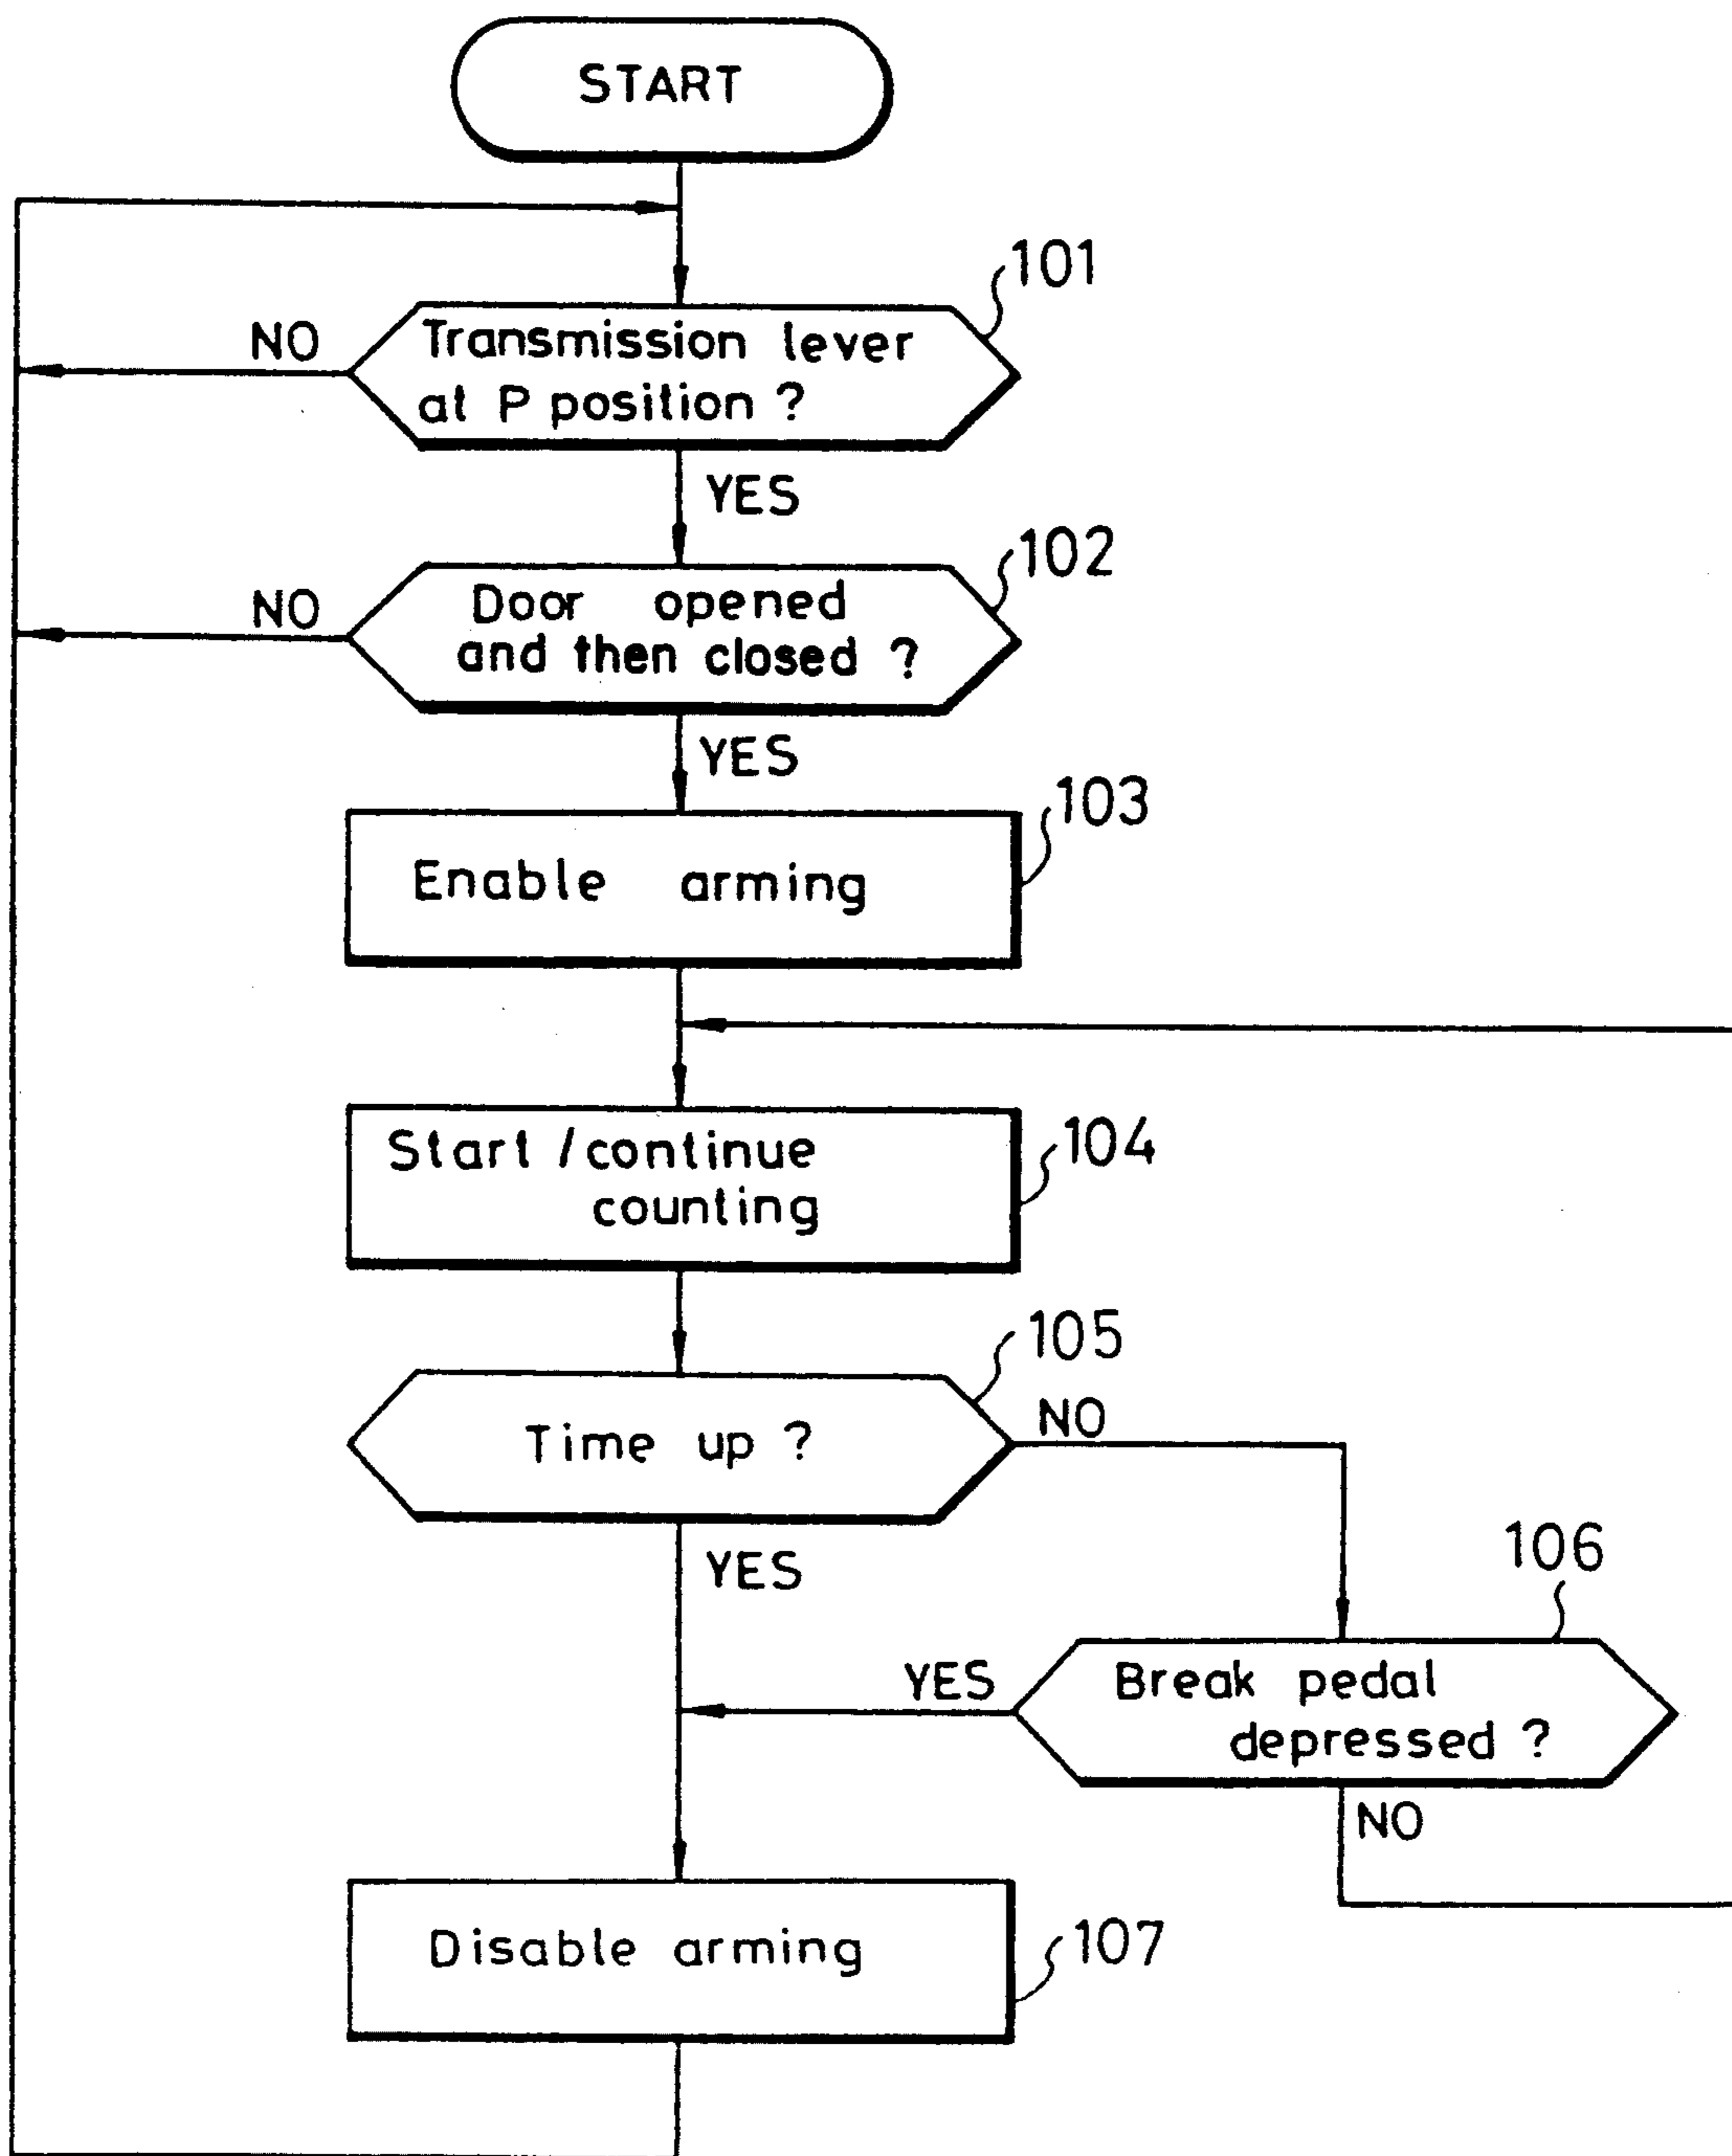 START
101
Transmission lever
at P position ?
NO
YES
102
Door opened
and then closed ?
NO
YES
103
Enable arming
104
Start / continue
counting
105
Time up ?
NO
YES
106
Break pedal
depressed ?
YES
NO
Disable arming
107